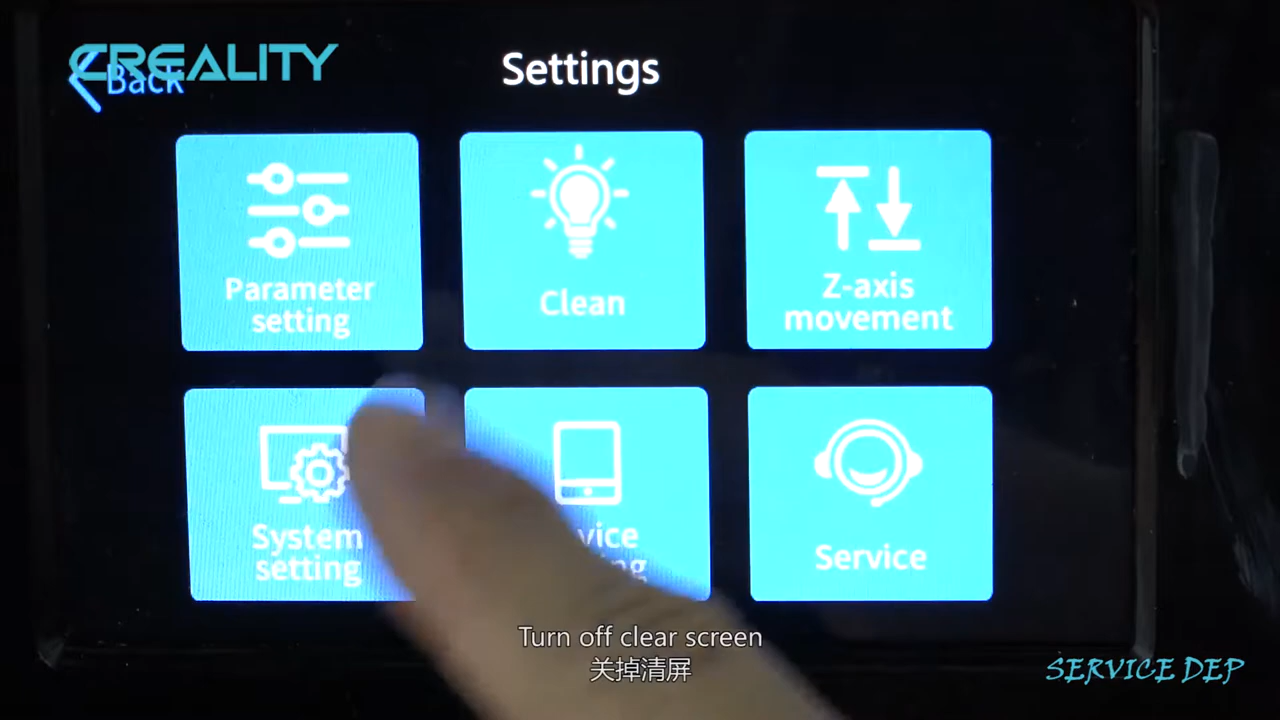 CREALITY
Back
Settings
Parameter
setting
Clean
Z-axis
movement
System
setting
vice
Service
Turn off clear screen
关掉清屏
SERVICE DEP